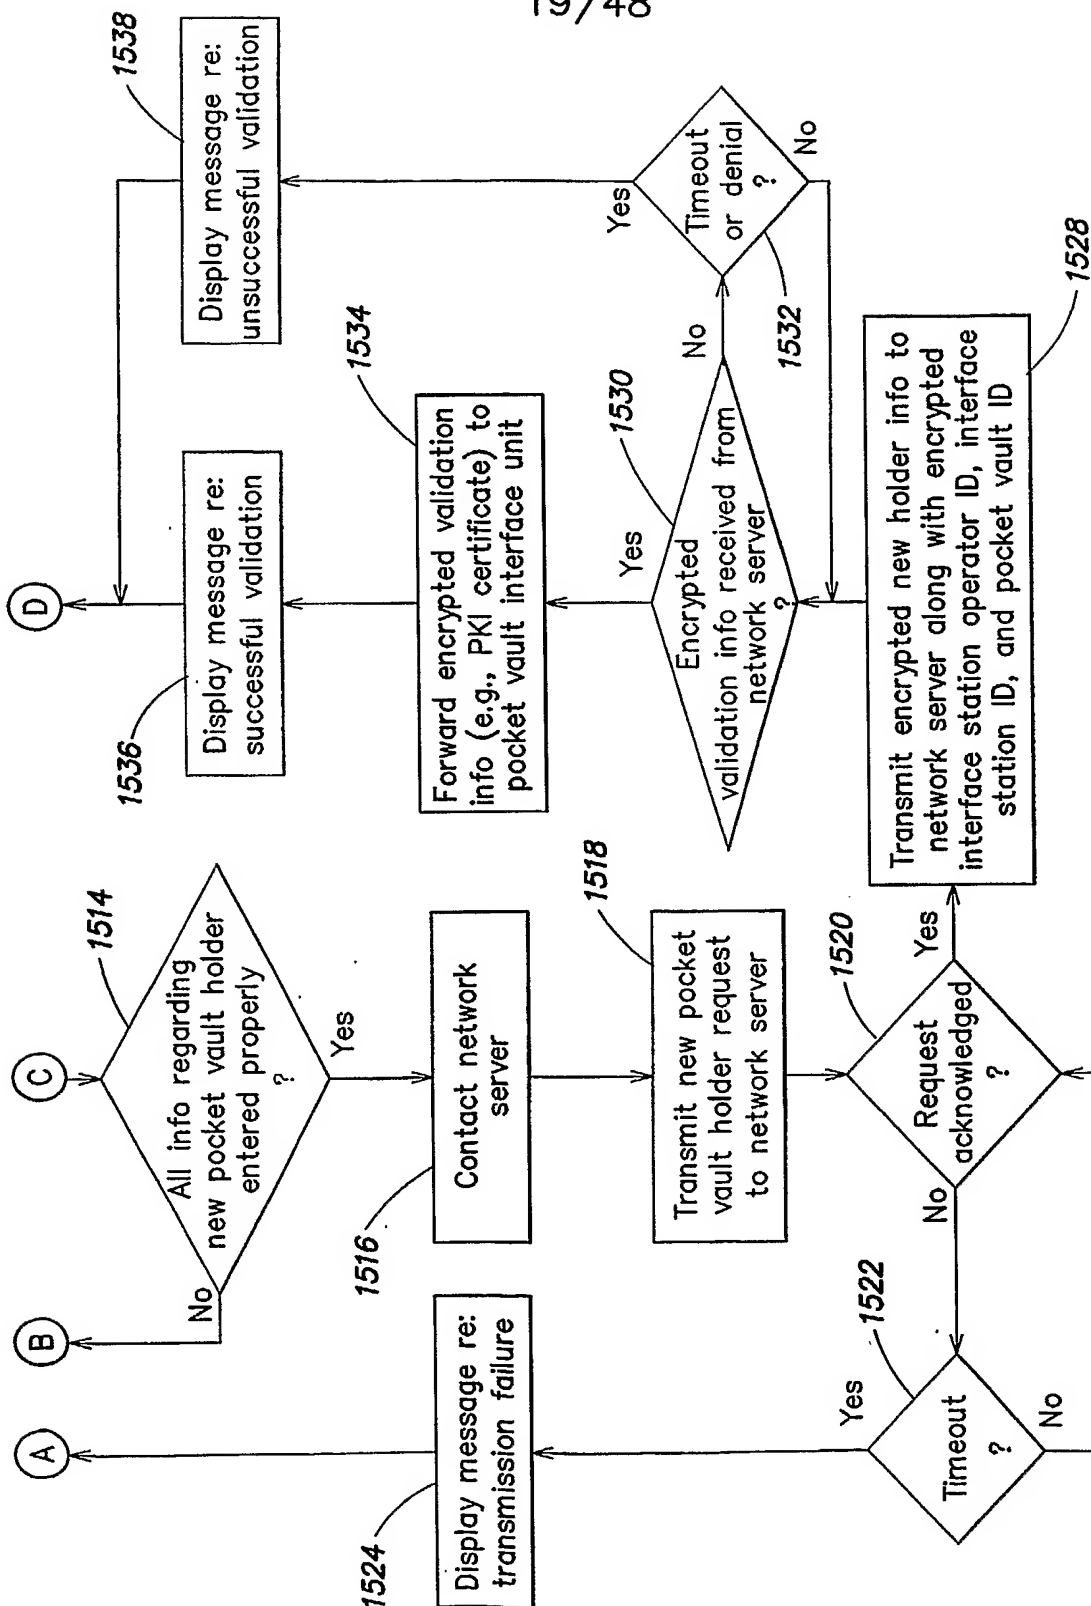 19/48
A
B
C
D
1514
All info regarding
new pocket vault holder
entered properly
?
No
Yes
1516
Contact network
server
1518
Transmit new pocket
vault holder request
to network server
1520
Request
acknowledged
?
No
Yes
1522
Timeout
?
Yes
No
1524
Display message re:
transmission failure
1528
Transmit encrypted new holder info to
network server along with encrypted
interface station operator ID, interface
station ID, and pocket vault ID
1530
Encrypted
validation info received from
network server
?
Yes
No
1532
Timeout
or denial
?
Yes
No
1534
Forward encrypted validation
info (e.g., PKI certificate) to
pocket vault interface unit
1536
Display message re:
successful validation
1538
Display message re:
unsuccessful validation